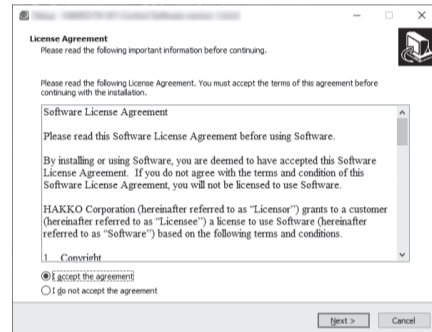 License Agreement
Please read the following important information before continuing.
Please read the following License Agreement. You must accept the terms of this agreement before
continuing with the installation.
Software License Agreement
Please read this Software License Agreement before using Software.
By installing or using Software, you are deemed to have accepted this Software
License Agreement.  If you do not agree with the terms and condition of this
Software License Agreement, you will not be licensed to use Software.
HAKKO Corporation (hereinafter referred to as "Licensor") grants to a customer
(hereinafter referred to as "Licensee") a license to use Software (hereinafter
referred to as "Software") based on the following terms and conditions.
1   Copyright
I accept the agreement
I do not accept the agreement
Next >
Cancel